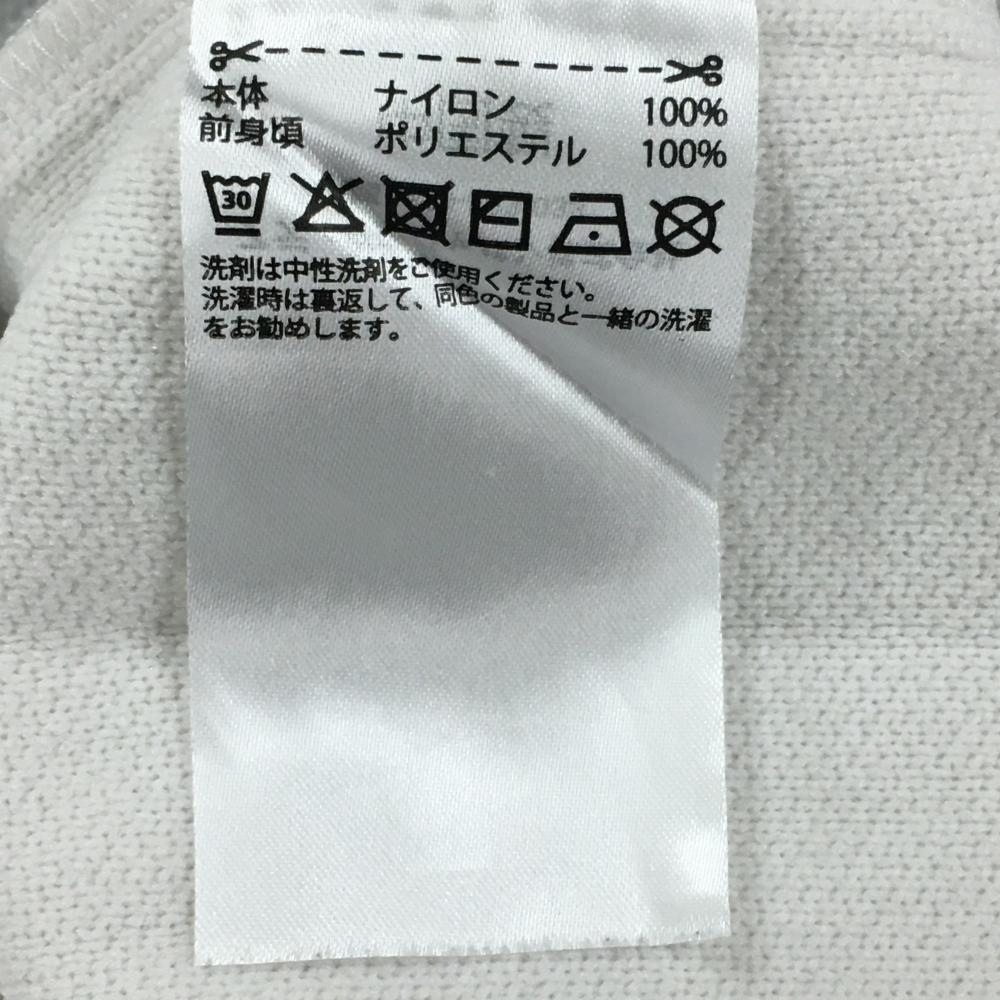 本体 ナイロン 100%
前身頃 ポリエステル 100%
30
洗剤は中性洗剤をご使用ください。
洗濯時は裏返して、同色の製品と一緒の洗濯
をお勧めします。